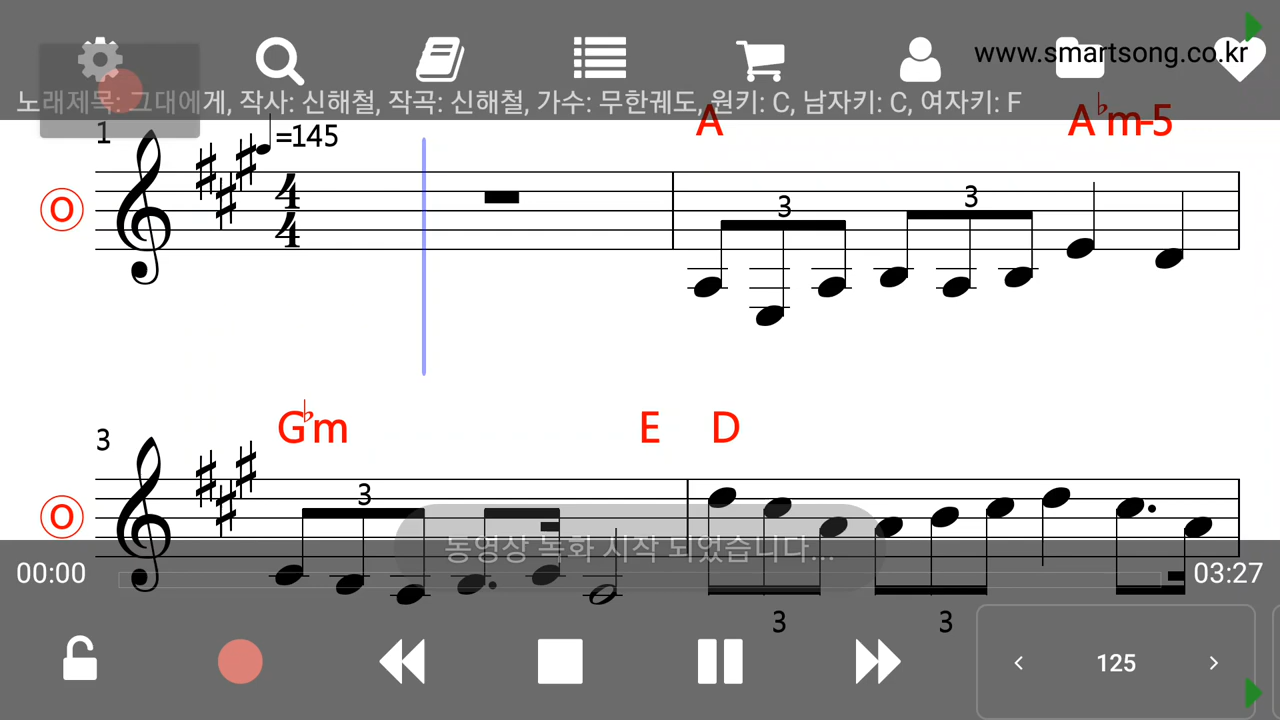 www.smartsong.co.kr
노래제목: 그대에게, 작사: 신해철, 작곡: 신해철, 가수: 무한궤도, 원키: C, 남자키: C, 여자키: F
1
=145
A
A♭m-5
O
4
4
3
3
3
G♭m
E
D
O
3
동영상 녹화 시작 되었습니다...
00:00
03:27
3
3
125